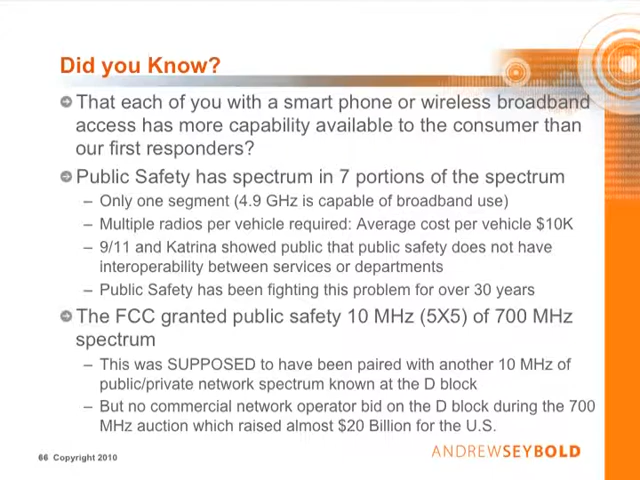 Did you Know?
That each of you with a smart phone or wireless broadband
access has more capability available to the consumer than
our first responders?
Public Safety has spectrum in 7 portions of the spectrum
– Only one segment (4.9 GHz is capable of broadband use)
– Multiple radios per vehicle required: Average cost per vehicle $10K
– 9/11 and Katrina showed public that public safety does not have
interoperability between services or departments
– Public Safety has been fighting this problem for over 30 years
The FCC granted public safety 10 MHz (5X5) of 700 MHz
spectrum
– This was SUPPOSED to have been paired with another 10 MHz of
public/private network spectrum known at the D block
– But no commercial network operator bid on the D block during the 700
MHz auction which raised almost $20 Billion for the U.S.
66 Copyright 2010
ANDREWSEYBOLD